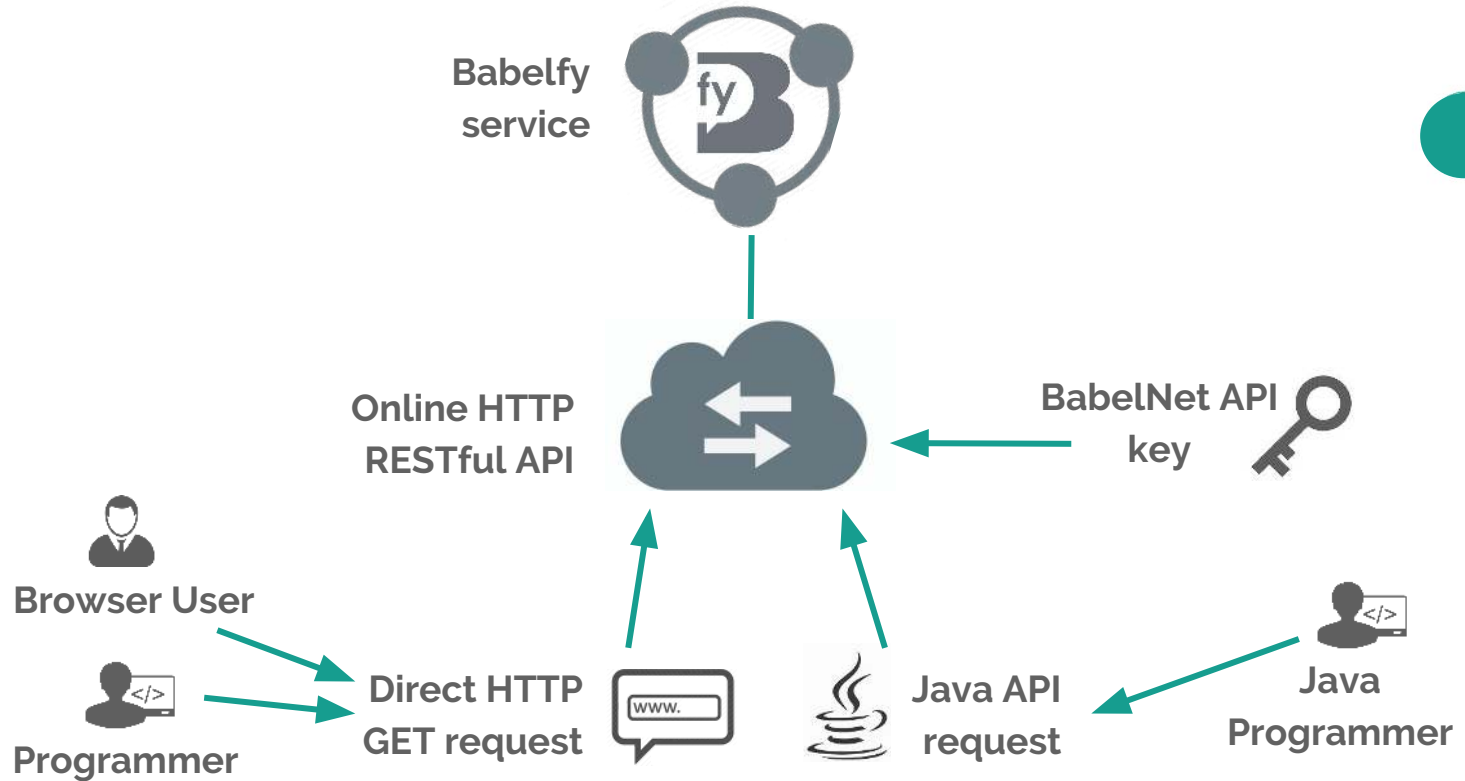 Babelfy
service
fy B
Online HTTP
RESTful API
BabelNet API
key
Browser User
</>
Programmer
Direct HTTP
GET request
www.
Java API
request
</>
Java
Programmer